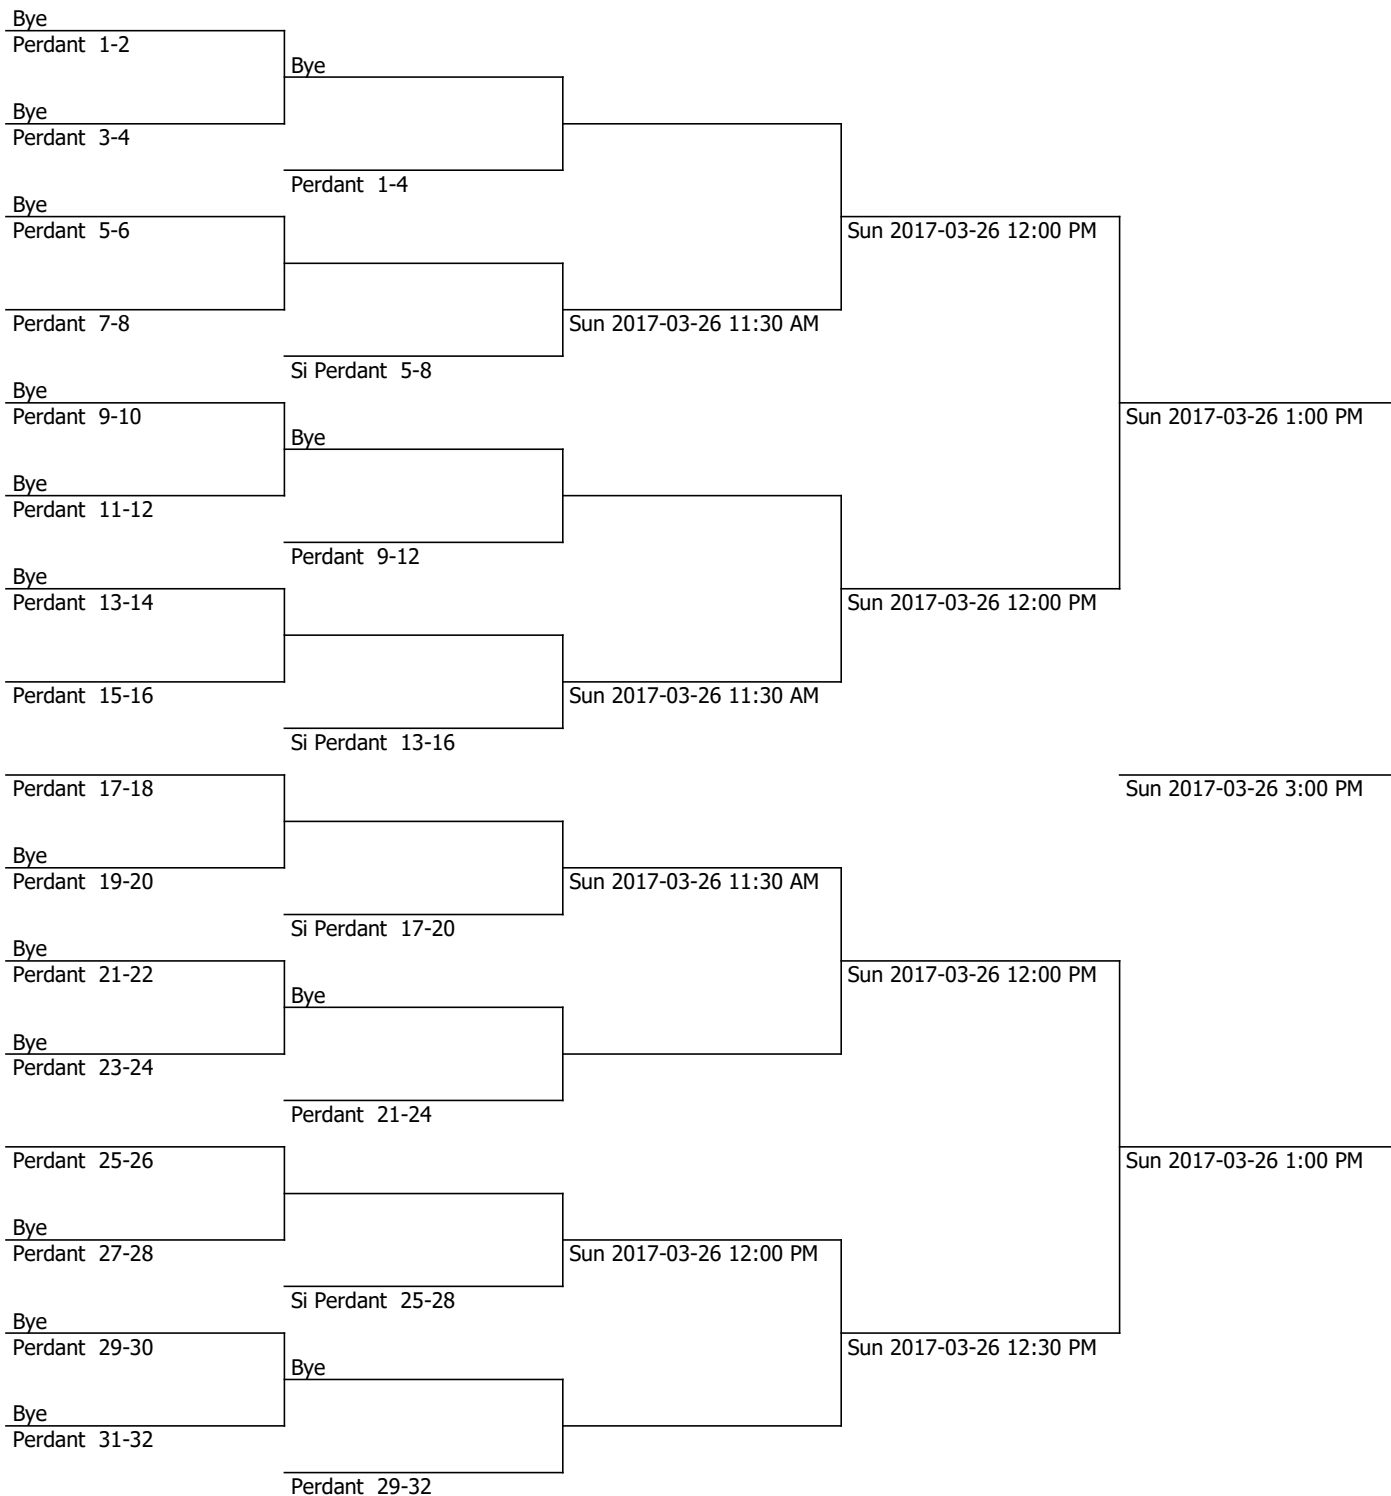 Bye
Perdant 1-2
Bye
Bye
Perdant 3-4
Perdant 1-4
Bye
Perdant 5-6
Sun 2017-03-26 12:00 PM
Perdant 7-8
Sun 2017-03-26 11:30 AM
Si Perdant 5-8
Bye
Perdant 9-10
Sun 2017-03-26 1:00 PM
Bye
Bye
Perdant 11-12
Perdant 9-12
Bye
Perdant 13-14
Sun 2017-03-26 12:00 PM
Perdant 15-16
Sun 2017-03-26 11:30 AM
Si Perdant 13-16
Perdant 17-18
Sun 2017-03-26 3:00 PM
Bye
Perdant 19-20
Sun 2017-03-26 11:30 AM
Si Perdant 17-20
Bye
Perdant 21-22
Sun 2017-03-26 12:00 PM
Bye
Bye
Perdant 23-24
Perdant 21-24
Perdant 25-26
Sun 2017-03-26 1:00 PM
Bye
Perdant 27-28
Sun 2017-03-26 12:00 PM
Si Perdant 25-28
Bye
Perdant 29-30
Sun 2017-03-26 12:30 PM
Bye
Bye
Perdant 31-32
Perdant 29-32